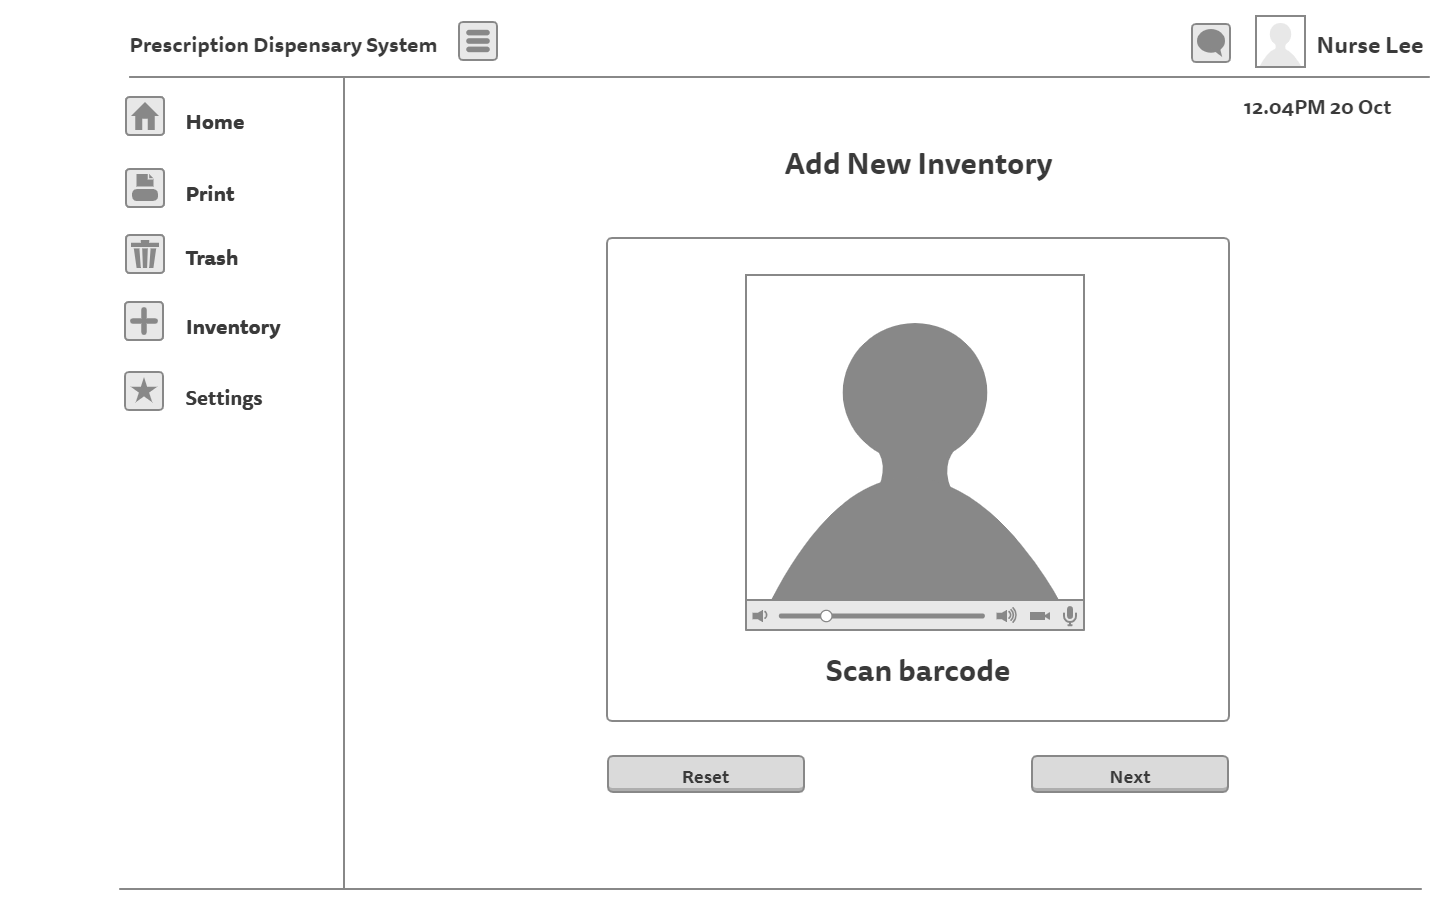 Prescription Dispensary System
Nurse Lee
12.04PM 20 Oct
Home
Print
Trash
Inventory
Settings
Add New Inventory
Scan barcode
Reset
Next